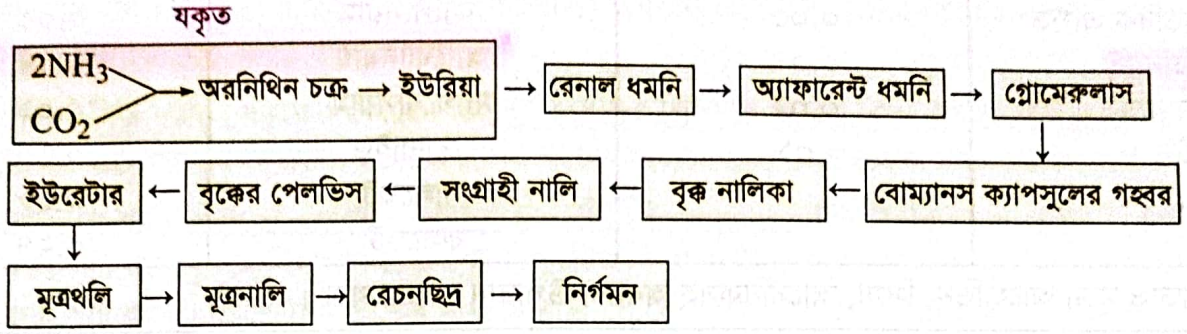 যকৃত
2NH₃
CO₂ → অরনিথিন চক্র → ইউরিয়া → রেনাল ধমনি → অ্যাফারেন্ট ধমনি → গ্লোমেরুলাস
ইউরেটার ← বৃক্কের পেলভিস ← সংগ্রাহী নালি ← বৃক্ক নালিকা ← বোম্যানস ক্যাপসুলের গহ্বর
মূত্রথলি → মূত্রনালি → রেচনছিদ্র → নির্গমন